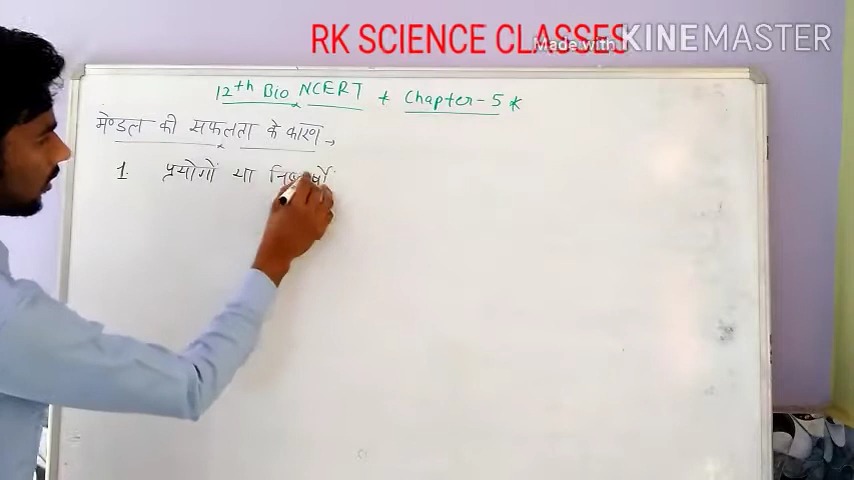 RK SCIENCE CLASSES
Made with KINEMASTER
12th Bio NCERT * Chapter-5 *
मेण्डल की सफलता के कारण →
1. प्रयोगों या